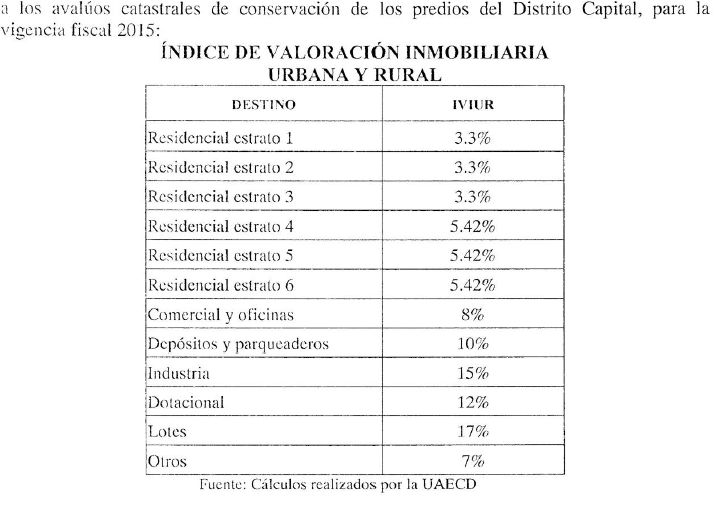 a los avalúos catastrales de conservación de los predios del Distrito Capital, para la
vigencia fiscal 2015:
ÍNDICE DE VALORACIÓN INMOBILIARIA
URBANA Y RURAL
DESTINO IVIUR
Residencial estrato 1 3.3%
Residencial estrato 2 3.3%
Residencial estrato 3 3.3%
Residencial estrato 4 5.42%
Residencial estrato 5 5.42%
Residencial estrato 6 5.42%
Comercial y oficinas 8%
Depósitos y parqueaderos 10%
Industria 15%
Dotacional 12%
Lotes 17%
Otros 7%
Fuente: Cálculos realizados por la UAECD